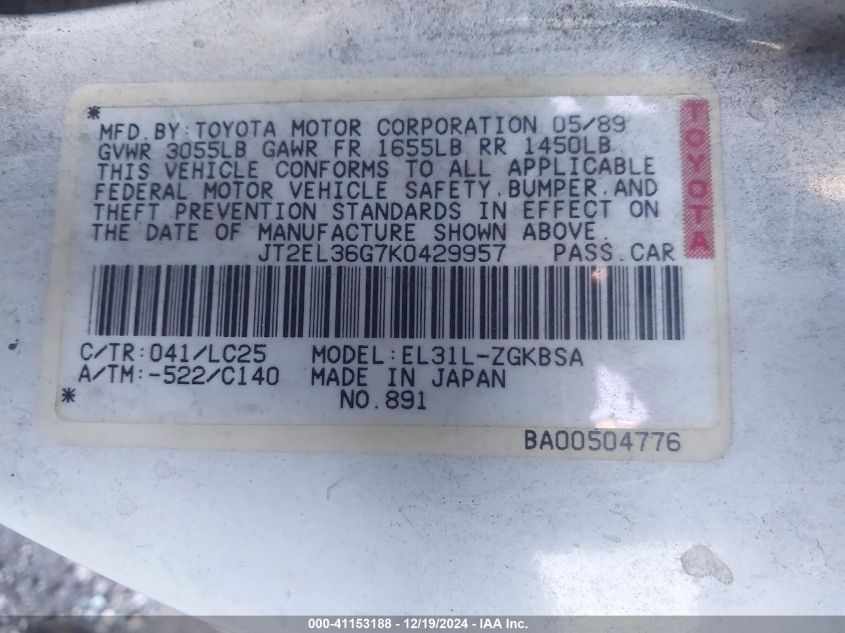 *
MFD.BY:TOYOTA MOTOR CORPORATION 05/89
GVWR 3055LB GAWR FR 1655LB RR 1450LB
THIS VEHICLE CONFORMS TO ALL APPLICABLE
FEDERAL MOTOR VEHICLE SAFETY,BUMPER,AND
THEFT PREVENTION STANDARDS IN EFFECT ON
THE DATE OF MANUFACTURE SHOWN ABOVE.
JT2EL36G7K0429957 PASS.CAR
TOYOTA
C/TR:041/LC25 MODEL:EL31L-ZGKBSA
A/TM:-522/C140 MADE IN JAPAN
* NO.891
BA00504776
000-41153188 - 12/19/2024 - IAA Inc.